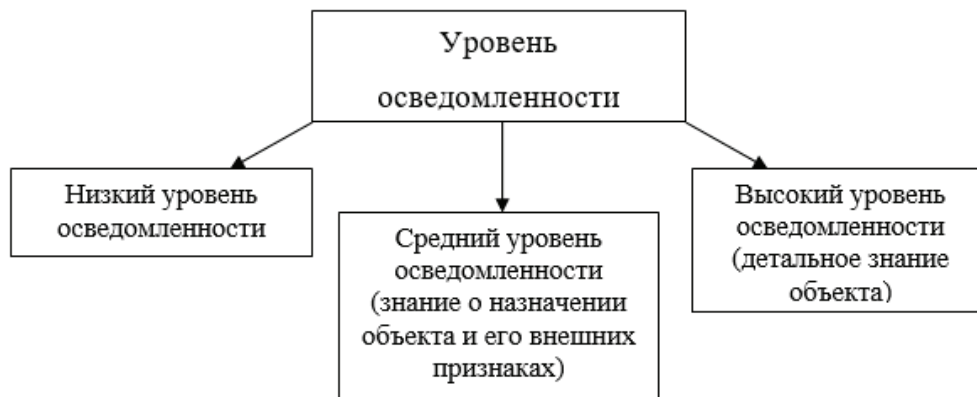 Уровень
осведомленности
Низкий уровень
осведомленности
Средний уровень
осведомленности
(знание о назначении
объекта и его внешних
признаках)
Высокий уровень
осведомленности
(детальное знание
объекта)